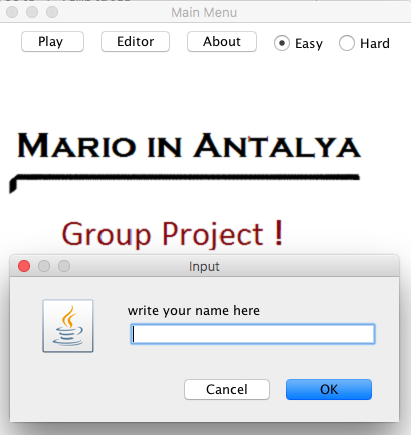 Main Menu
Play Editor About Easy Hard
MARIO IN ANTALYA
Group Project !
Input
write your name here
Cancel OK